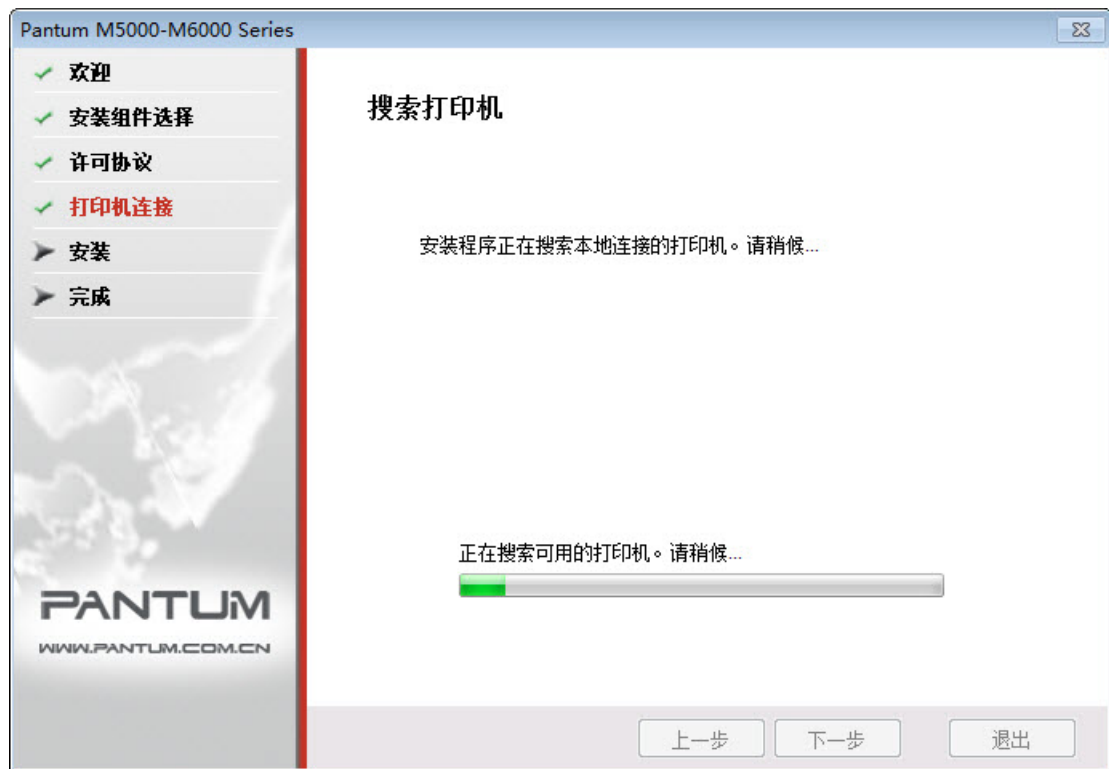 Pantum M5000-M6000 Series
欢迎
安装组件选择
许可协议
打印机连接
安装
完成
PANTUM
WWW.PANTUM.COM.CN
搜索打印机
安装程序正在搜索本地连接的打印机。请稍候...
正在搜索可用的打印机。请稍候...
上一步
下一步
退出